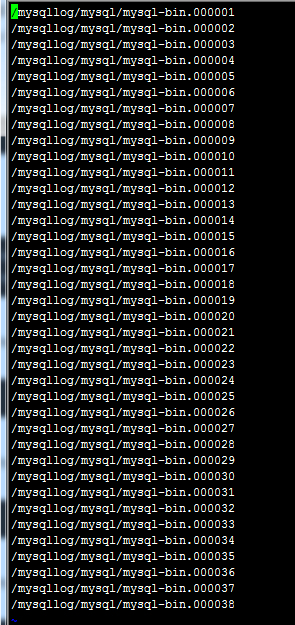 /mysqllog/mysql/mysql-bin.000001
/mysqllog/mysql/mysql-bin.000002
/mysqllog/mysql/mysql-bin.000003
/mysqllog/mysql/mysql-bin.000004
/mysqllog/mysql/mysql-bin.000005
/mysqllog/mysql/mysql-bin.000006
/mysqllog/mysql/mysql-bin.000007
/mysqllog/mysql/mysql-bin.000008
/mysqllog/mysql/mysql-bin.000009
/mysqllog/mysql/mysql-bin.000010
/mysqllog/mysql/mysql-bin.000011
/mysqllog/mysql/mysql-bin.000012
/mysqllog/mysql/mysql-bin.000013
/mysqllog/mysql/mysql-bin.000014
/mysqllog/mysql/mysql-bin.000015
/mysqllog/mysql/mysql-bin.000016
/mysqllog/mysql/mysql-bin.000017
/mysqllog/mysql/mysql-bin.000018
/mysqllog/mysql/mysql-bin.000019
/mysqllog/mysql/mysql-bin.000020
/mysqllog/mysql/mysql-bin.000021
/mysqllog/mysql/mysql-bin.000022
/mysqllog/mysql/mysql-bin.000023
/mysqllog/mysql/mysql-bin.000024
/mysqllog/mysql/mysql-bin.000025
/mysqllog/mysql/mysql-bin.000026
/mysqllog/mysql/mysql-bin.000027
/mysqllog/mysql/mysql-bin.000028
/mysqllog/mysql/mysql-bin.000029
/mysqllog/mysql/mysql-bin.000030
/mysqllog/mysql/mysql-bin.000031
/mysqllog/mysql/mysql-bin.000032
/mysqllog/mysql/mysql-bin.000033
/mysqllog/mysql/mysql-bin.000034
/mysqllog/mysql/mysql-bin.000035
/mysqllog/mysql/mysql-bin.000036
/mysqllog/mysql/mysql-bin.000037
/mysqllog/mysql/mysql-bin.000038
~